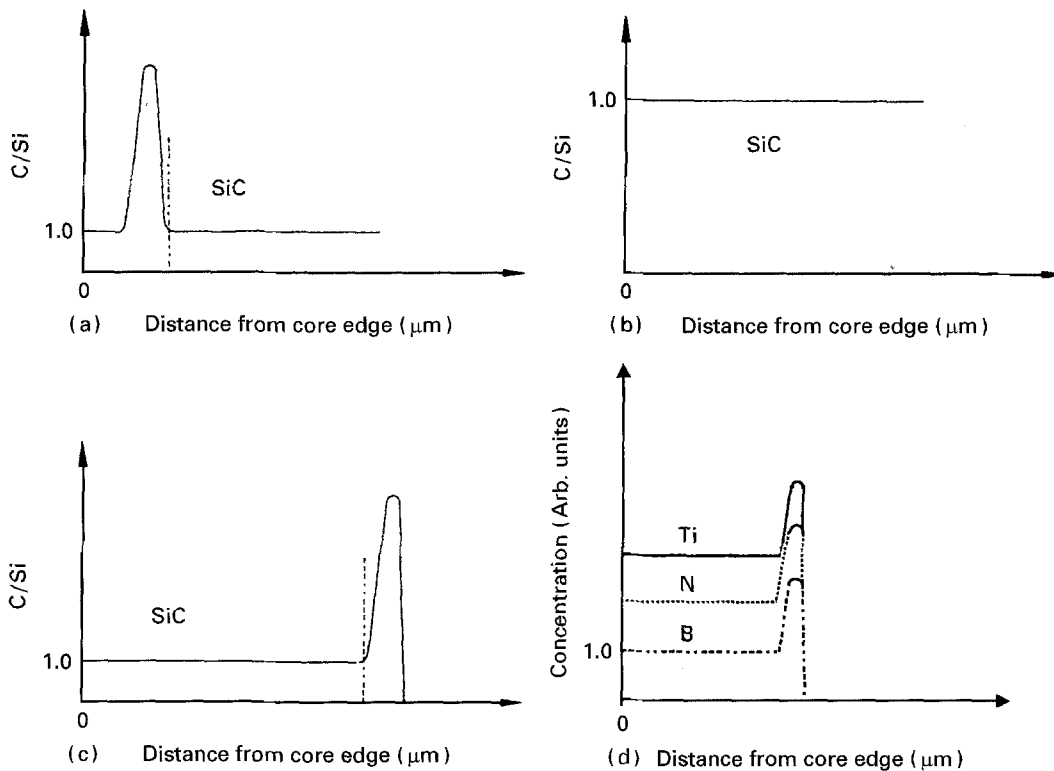 C/Si
SiC
1.0
0
(a) Distance from core edge (μm)
C/Si
1.0
SiC
0
(b) Distance from core edge (μm)
C/Si
SiC
1.0
0
(c) Distance from core edge (μm)
Concentration (Arb. units)
Ti
N
B
1.0
0
(d) Distance from core edge (μm)